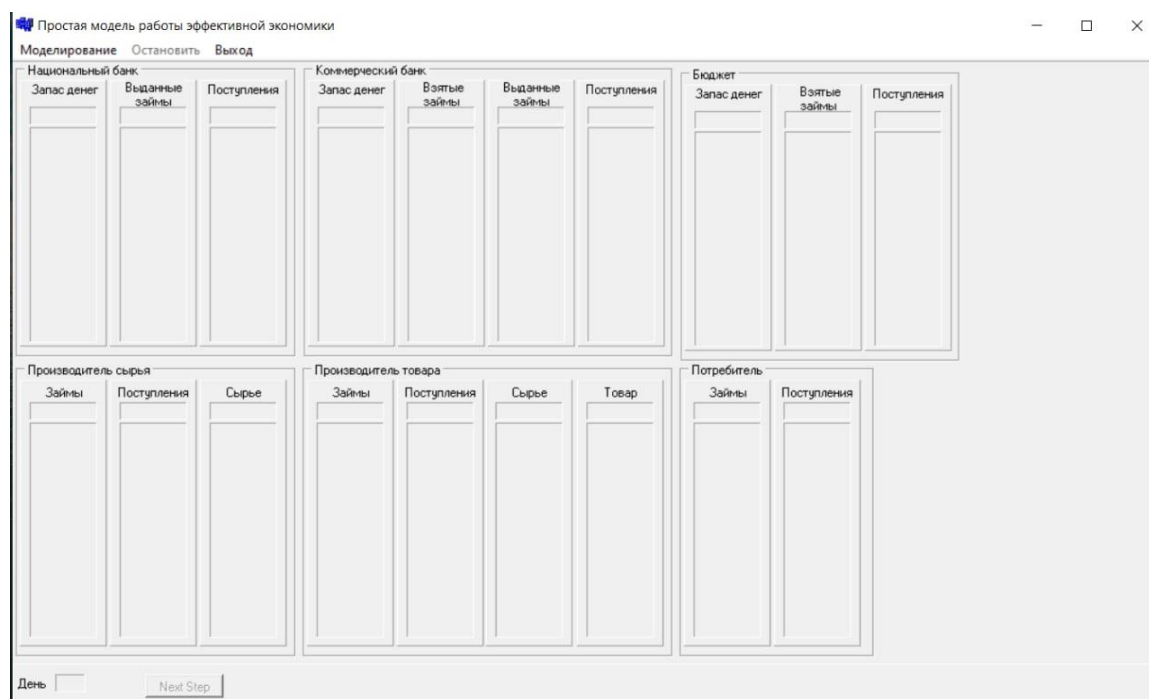 Простая модель работы эффективной экономики
Моделирование Остановить Выход
Национальный банк
Запас денег
Выданные
займы
Поступления
Коммерческий банк
Запас денег
Взятые
займы
Выданные
займы
Поступления
Бюджет
Запас денег
Взятые
займы
Поступления
Производитель сырья
Займы
Поступления
Сырье
Производитель товара
Займы
Поступления
Сырье
Товар
Потребитель
Займы
Поступления
День
Next Step